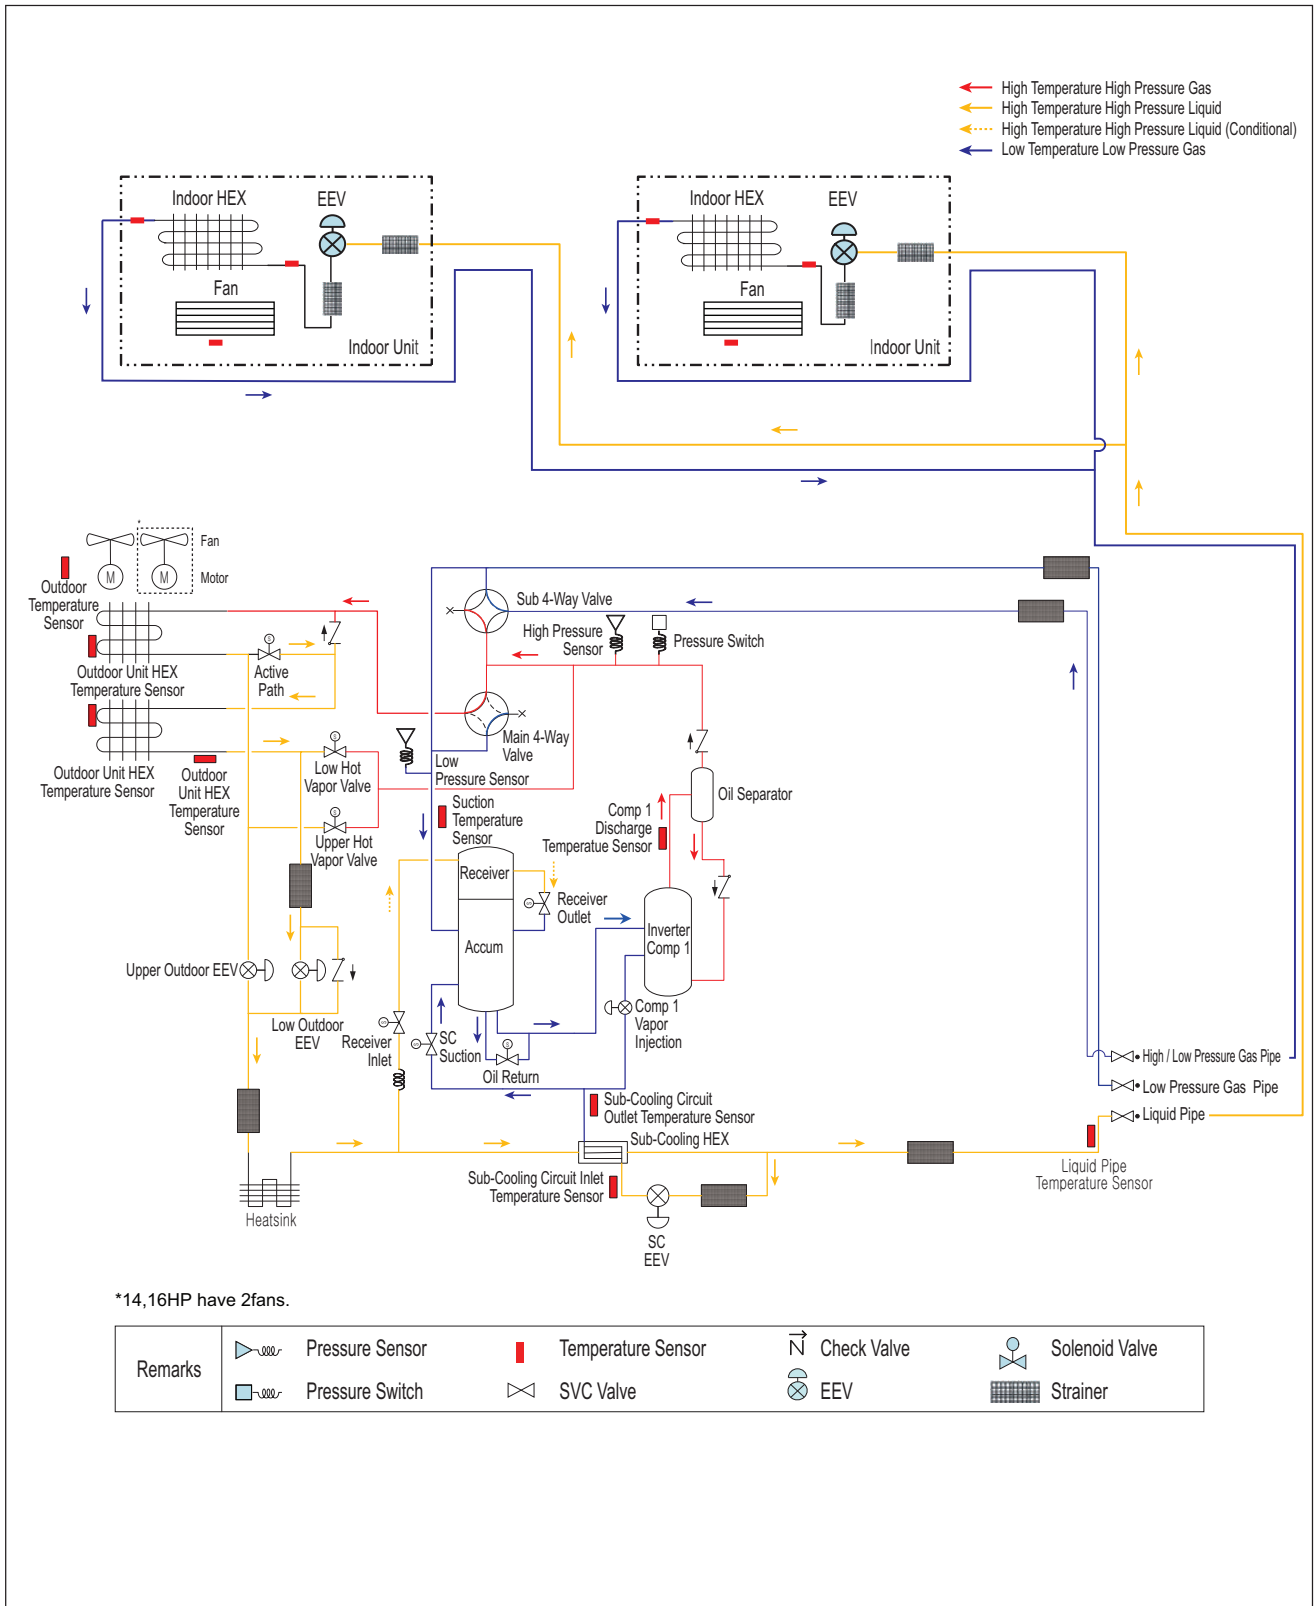 High Temperature High Pressure Gas
High Temperature High Pressure Liquid
High Temperature High Pressure Liquid (Conditional)
Low Temperature Low Pressure Gas
Indoor HEX
EEV
Fan
Indoor Unit
Indoor HEX
EEV
Fan
Indoor Unit
*
Fan
M
M
Motor
Outdoor
Temperature
Sensor
Sub 4-Way Valve
High Pressure
Sensor
Pressure Switch
S
Active
Path
Outdoor Unit HEX
Temperature Sensor
Main 4-Way
Valve
S
Low Hot
Vapor Valve
Low
Pressure Sensor
Outdoor Unit HEX
Temperature Sensor
Outdoor
Unit HEX
Temperature
Sensor
Suction
Temperature
Sensor
Comp 1
Discharge
Temperatue Sensor
Oil Separator
S
Upper Hot
Vapor Valve
Receiver
S
Receiver
Outlet
Accum
Inverter
Comp 1
Upper Outdoor EEV
Low Outdoor
EEV
S
Receiver
Inlet
S
SC
Suction
S
Oil Return
Comp 1
Vapor
Injection
High / Low Pressure Gas Pipe
Low Pressure Gas Pipe
Liquid Pipe
Sub-Cooling Circuit
Outlet Temperature Sensor
Sub-Cooling HEX
Sub-Cooling Circuit Inlet
Temperature Sensor
Liquid Pipe
Temperature Sensor
Heatsink
SC
EEV
*14,16HP have 2fans.
Remarks
Pressure Sensor
Temperature Sensor
Check Valve
Solenoid Valve
Pressure Switch
SVC Valve
EEV
Strainer